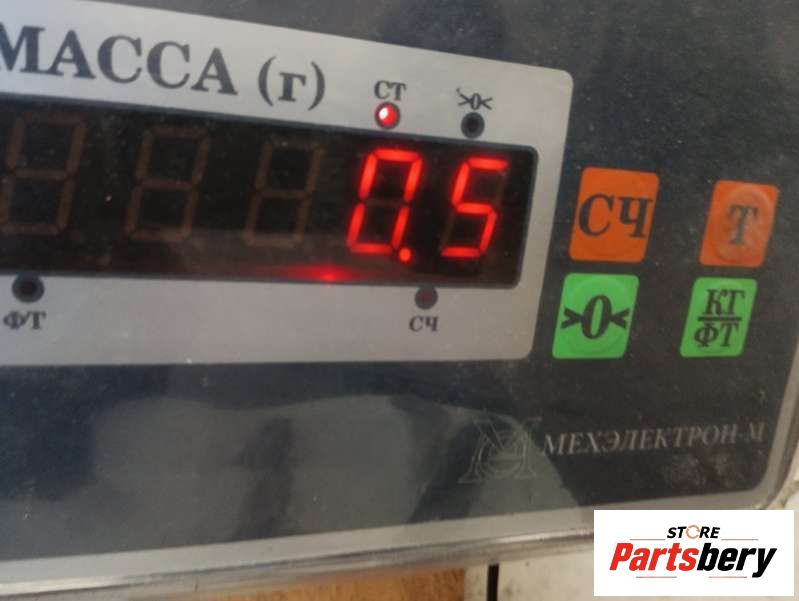 МАССА (г)
СТ
>0<
0.5
ФТ
СЧ
СЧ
Т
>0<
КГ
ФТ
МЕХЭЛЕКТРОН-М
STORE
Partsbery